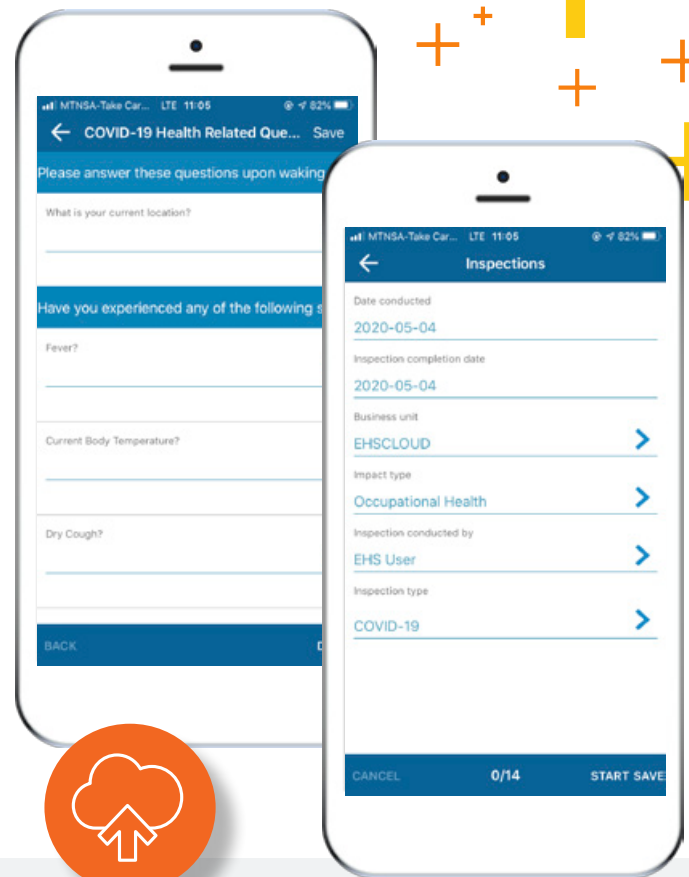 MTNSA-Take Car... LTE 11:05 82%
COVID-19 Health Related Que... Save
Please answer these questions upon waking
What is your current location?
Have you experienced any of the following s
Fever?
Current Body Temperature?
Dry Cough?
BACK
MTNSA-Take Car... LTE 11:05 82%
Inspections
Date conducted
2020-05-04
Inspection completion date
2020-05-04
Business unit
EHSCLOUD
Impact type
Occupational Health
Inspection conducted by
EHS User
Inspection type
COVID-19
CANCEL 0/14 START SAVE